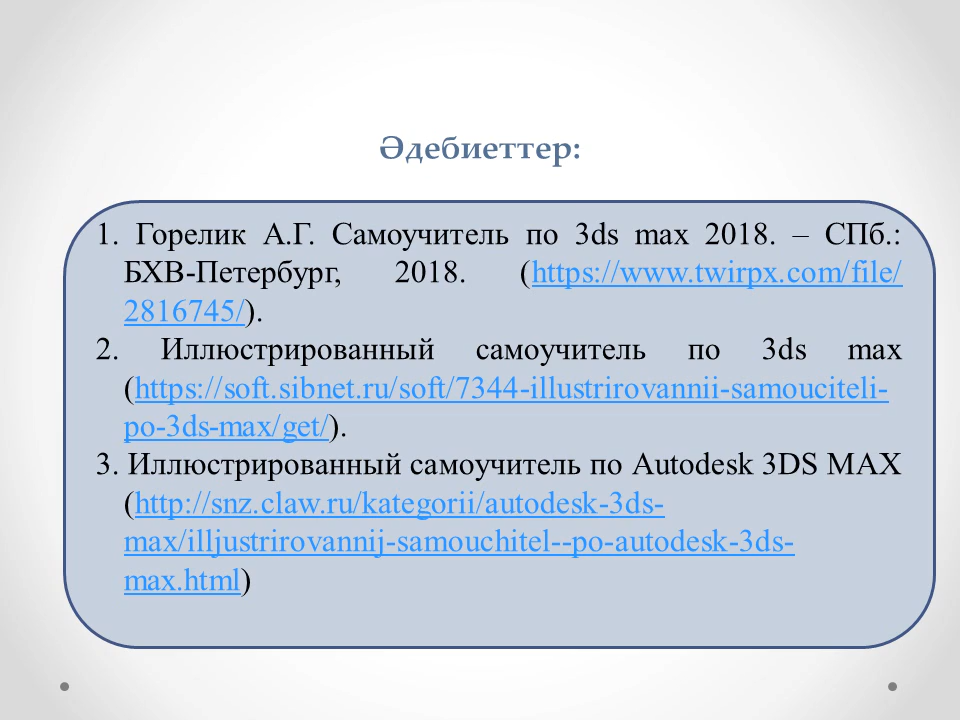 Әдебиеттер:
1. Горелик А.Г. Самоучитель по 3ds max 2018. – СПб.:
БХВ-Петербург, 2018. (https://www.twirpx.com/file/
2816745/).
2. Иллюстрированный самоучитель по 3ds max
(https://soft.sibnet.ru/soft/7344-illustrirovannii-samouciteli-
po-3ds-max/get/).
3. Иллюстрированный самоучитель по Autodesk 3DS MAX
(http://snz.claw.ru/kategorii/autodesk-3ds-
max/illjustrirovannij-samouchitel--po-autodesk-3ds-
max.html)